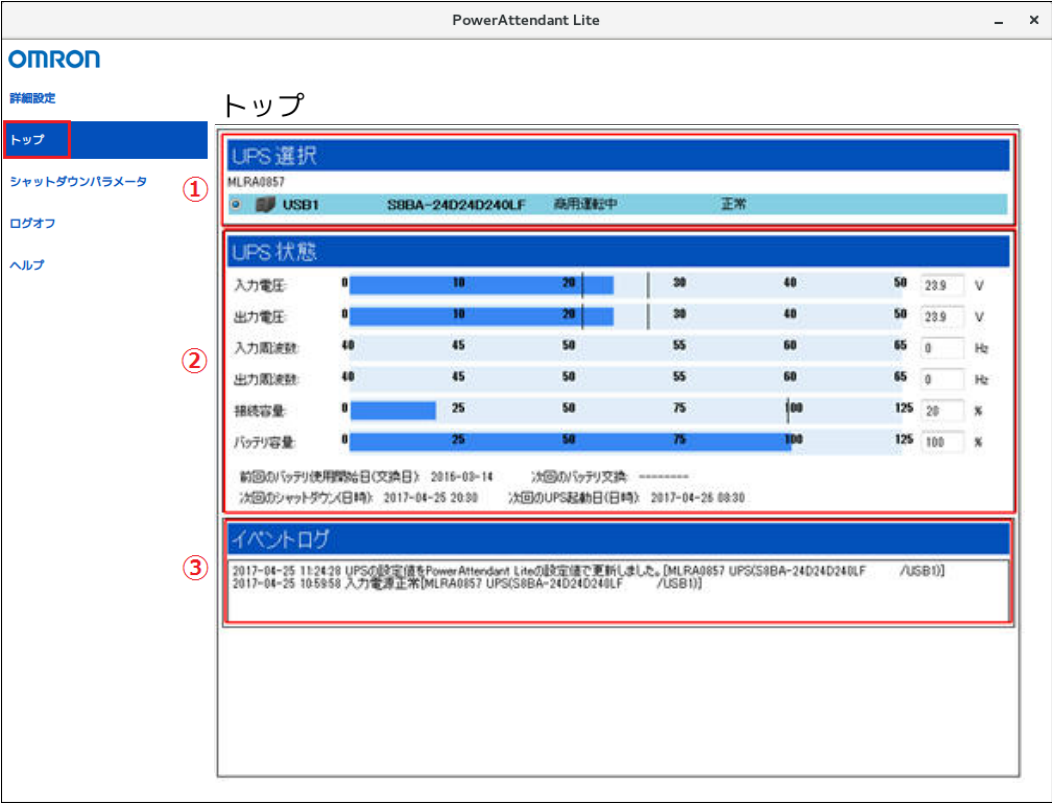 PowerAttendant Lite
OMRON
詳細設定
トップ
シャットダウンパラメータ
ログオフ
ヘルプ
トップ
①
UPS 選択
MLRA0857
USB1 S8BA-24D24D240LF 商用運転中 正常
②
UPS 状態
入力電圧: 0 10 20 30 40 50 23.9 V
出力電圧: 0 10 20 30 40 50 23.9 V
入力周波数: 40 45 50 55 60 65 0 Hz
出力周波数: 40 45 50 55 60 65 0 Hz
接続容量: 0 25 50 75 100 125 20 %
バッテリ容量: 0 25 50 75 100 125 100 %
前回のバッテリ使用開始日(交換日): 2016-03-14 次回のバッテリ交換: --------
次回のシャットダウン(日時): 2017-04-25 20:30 次回のUPS起動日(日時): 2017-04-26 08:30
③
イベントログ
2017-04-25 11:24:28 UPSの設定値をPowerAttendant Liteの設定値で更新しました。[MLRA0857 UPS(S8BA-24D24D240LF /USB1)]
2017-04-25 10:59:58 入力電源正常[MLRA0857 UPS(S8BA-24D24D240LF /USB1)]